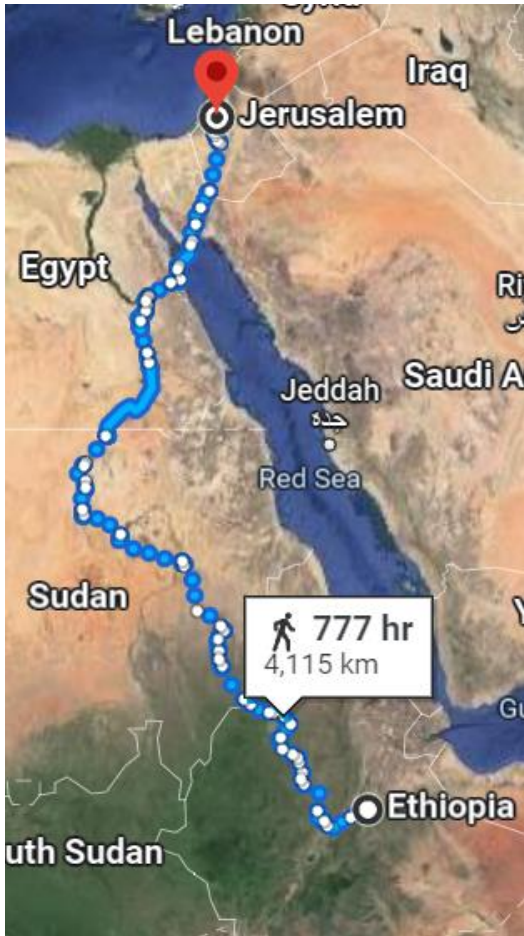 Lebanon
Iraq
Jerusalem
Egypt
Jeddah
جدة
Saudi A
Red Sea
Sudan
777 hr
4,115 km
Ethiopia
uth Sudan